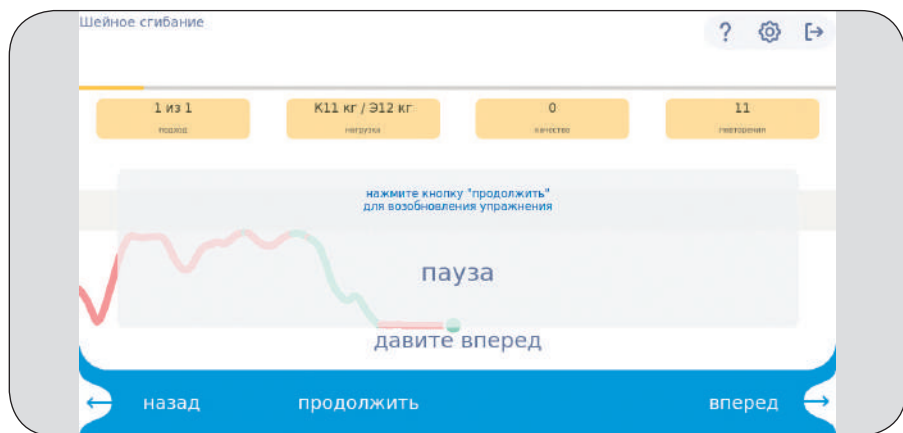 Шейное сгибание
?
1 из 1
подход
К11 кг / Э12 кг
нагрузка
0
качество
11
повторения
нажмите кнопку "продолжить"
для возобновления упражнения
пауза
давите вперед
назад
продолжить
вперед